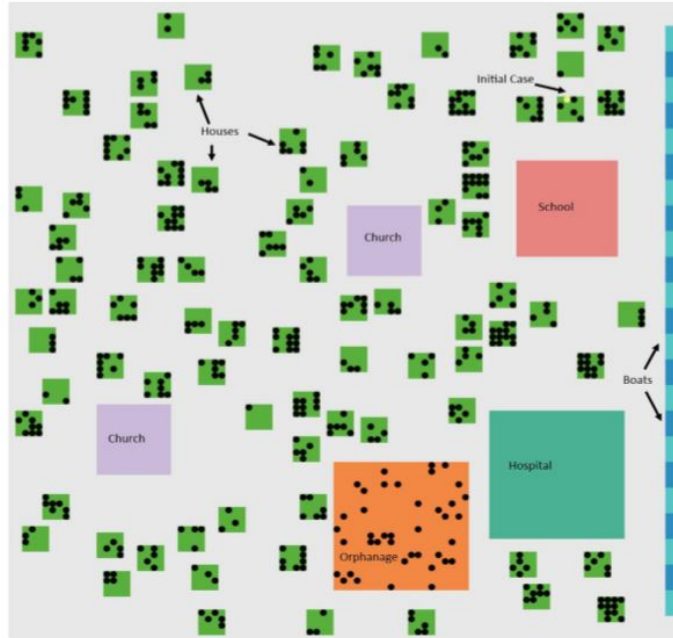 Initial Case
Houses
School
Church
Boats
Church
Hospital
Orphanage